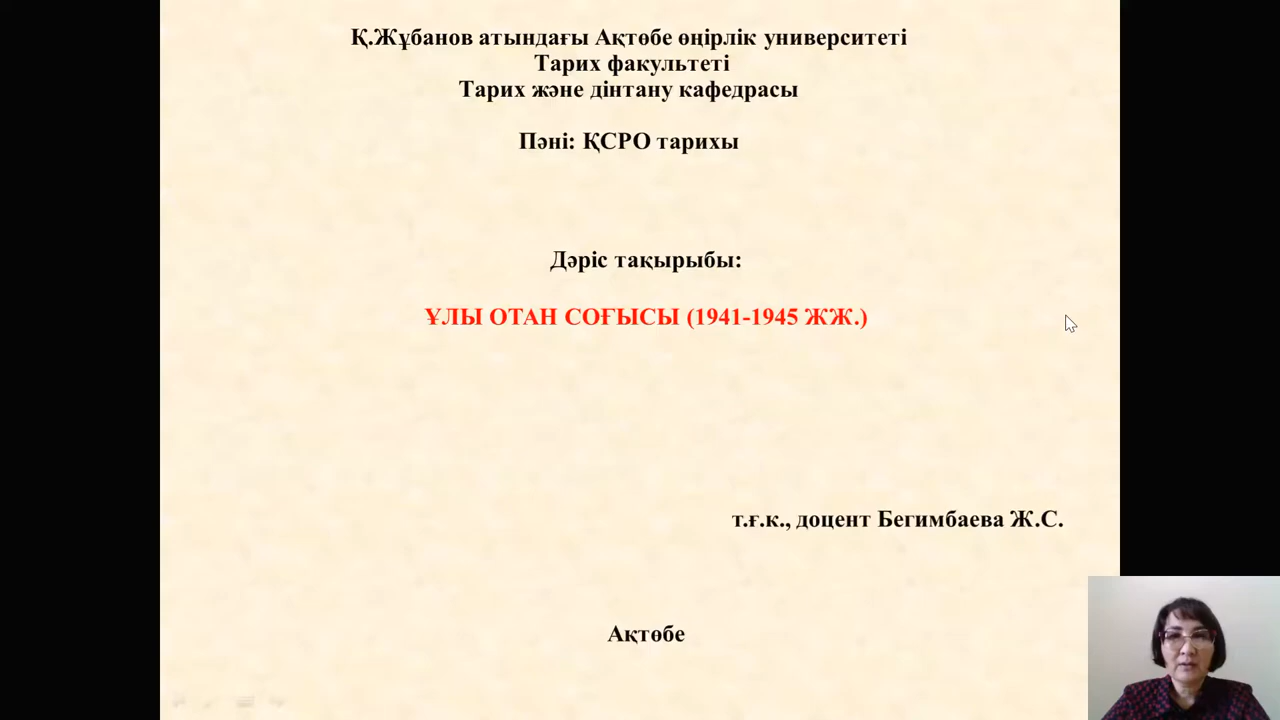 Қ.Жұбанов атындағы Ақтөбе өңірлік университеті
Тарих факультеті
Тарих және дінтану кафедрасы
Пәні: ҚСРО тарихы
Дәріс тақырыбы:
ҰЛЫ ОТАН СОҒЫСЫ (1941-1945 ЖЖ.)
т.ғ.к., доцент Бегимбаева Ж.С.
Ақтөбе